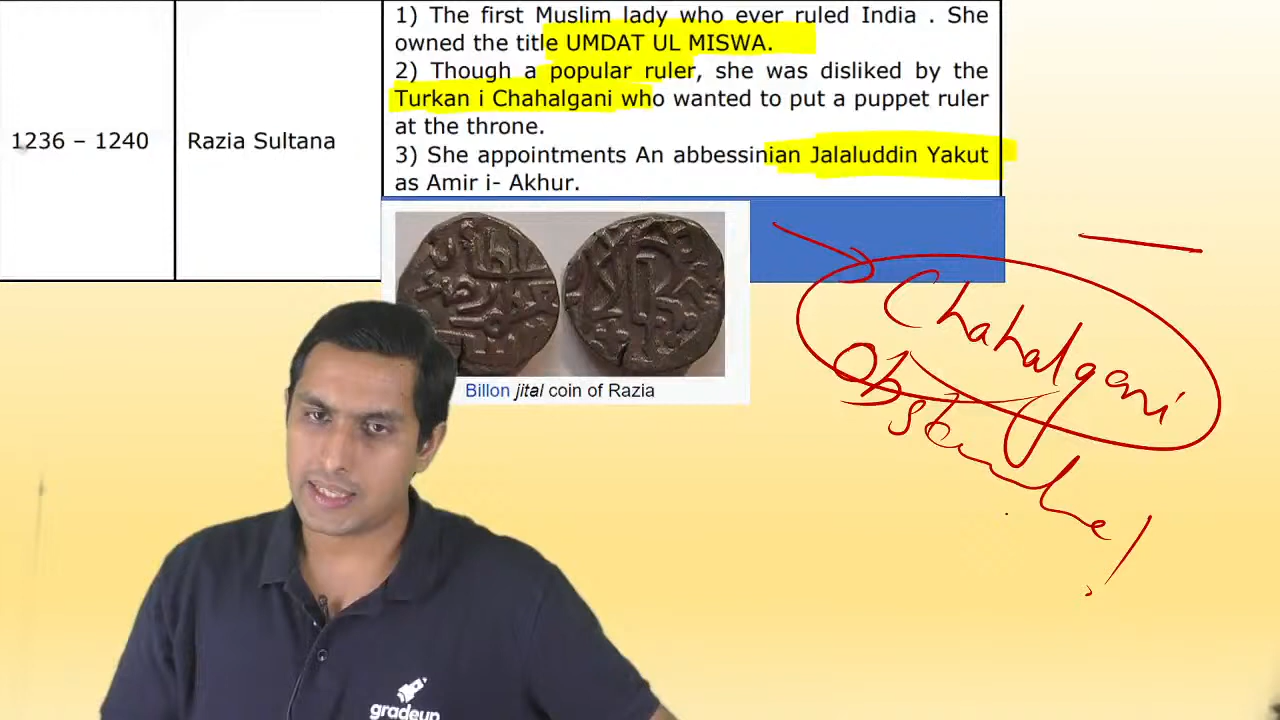 1) The first Muslim lady who ever ruled India . She
owned the title UMDAT UL MISWA.
2) Though a popular ruler, she was disliked by the
Turkan i Chahalgani who wanted to put a puppet ruler
at the throne.
1236 – 1240
Razia Sultana
3) She appointments An abbessinian Jalaluddin Yakut
as Amir i- Akhur.
Billon jital coin of Razia
Chahalgani
gradeup